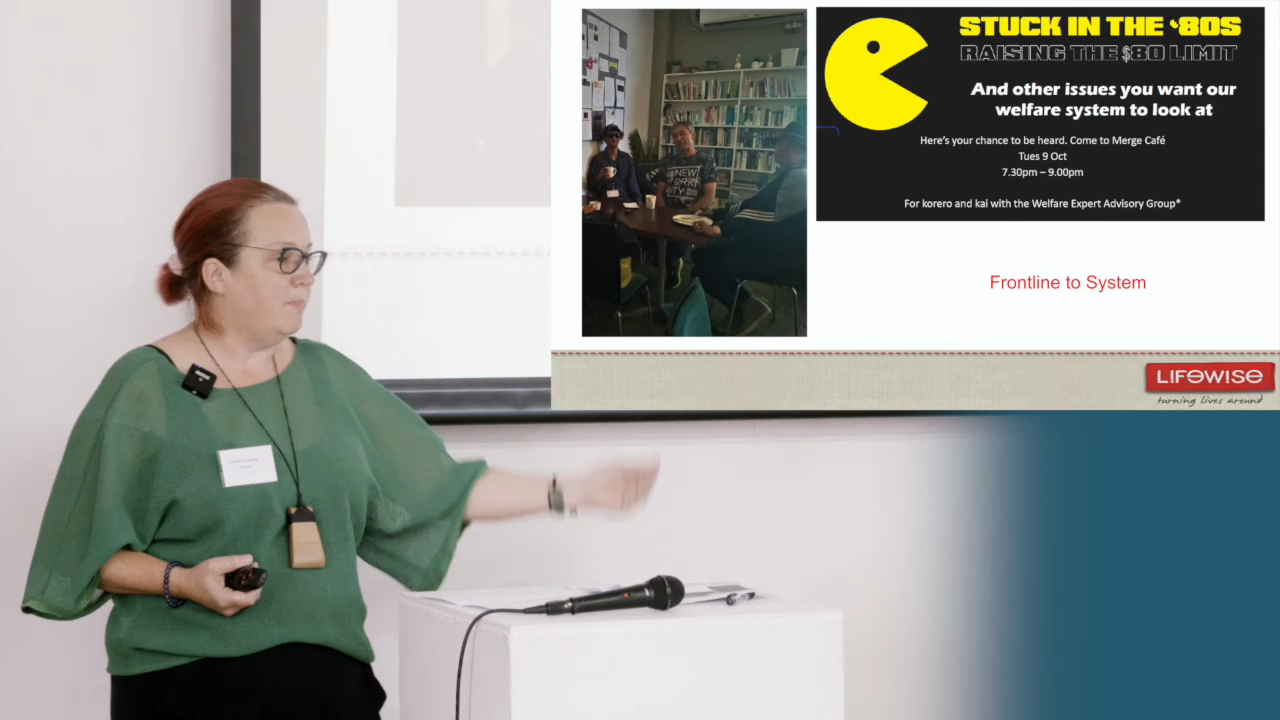 STUCK IN THE ‘80S
RAISING THE $80 LIMIT
And other issues you want our
welfare system to look at
Here's your chance to be heard. Come to Merge Café
Tues 9 Oct
7.30pm – 9.00pm
For korero and kai with the Welfare Expert Advisory Group*
NEW
Frontline to System
LIFEWISE
turning lives around